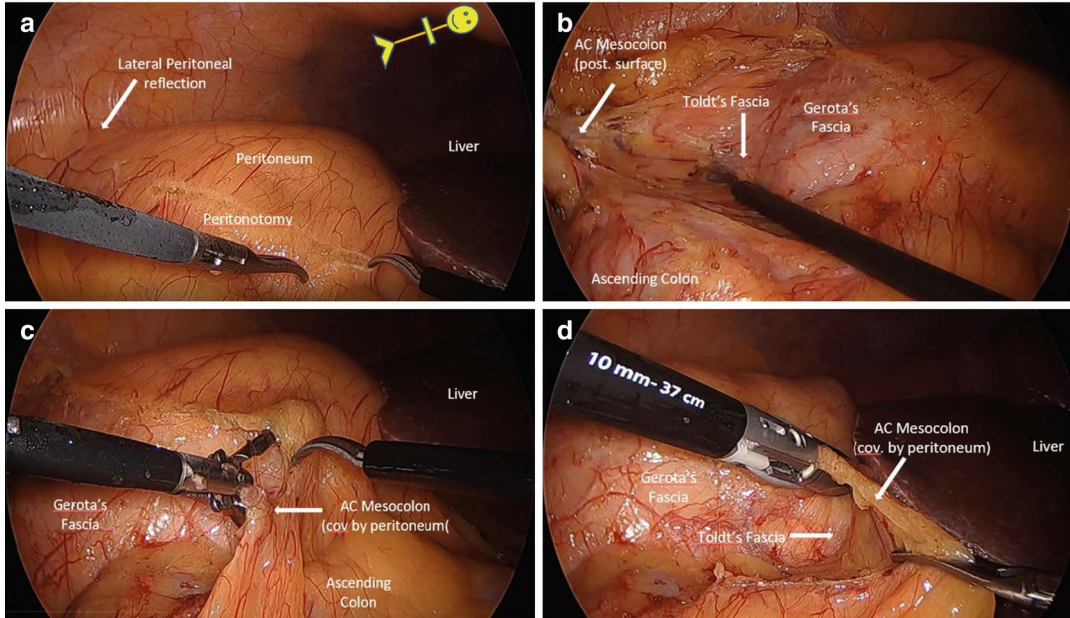 a
Lateral Peritoneal
reflection
Peritoneum
Liver
Peritonotomy
b
AC Mesocolon
(post. surface)
Toldt's Fascia
Gerota's
Fascia
Ascending Colon
c
Liver
Gerota's
Fascia
AC Mesocolon
(cov by peritoneum(
Ascending
Colon
d
10 mm- 37 cm
AC Mesocolon
(cov. by peritoneum)
Liver
Gerota's
Fascia
Toldt's Fascia